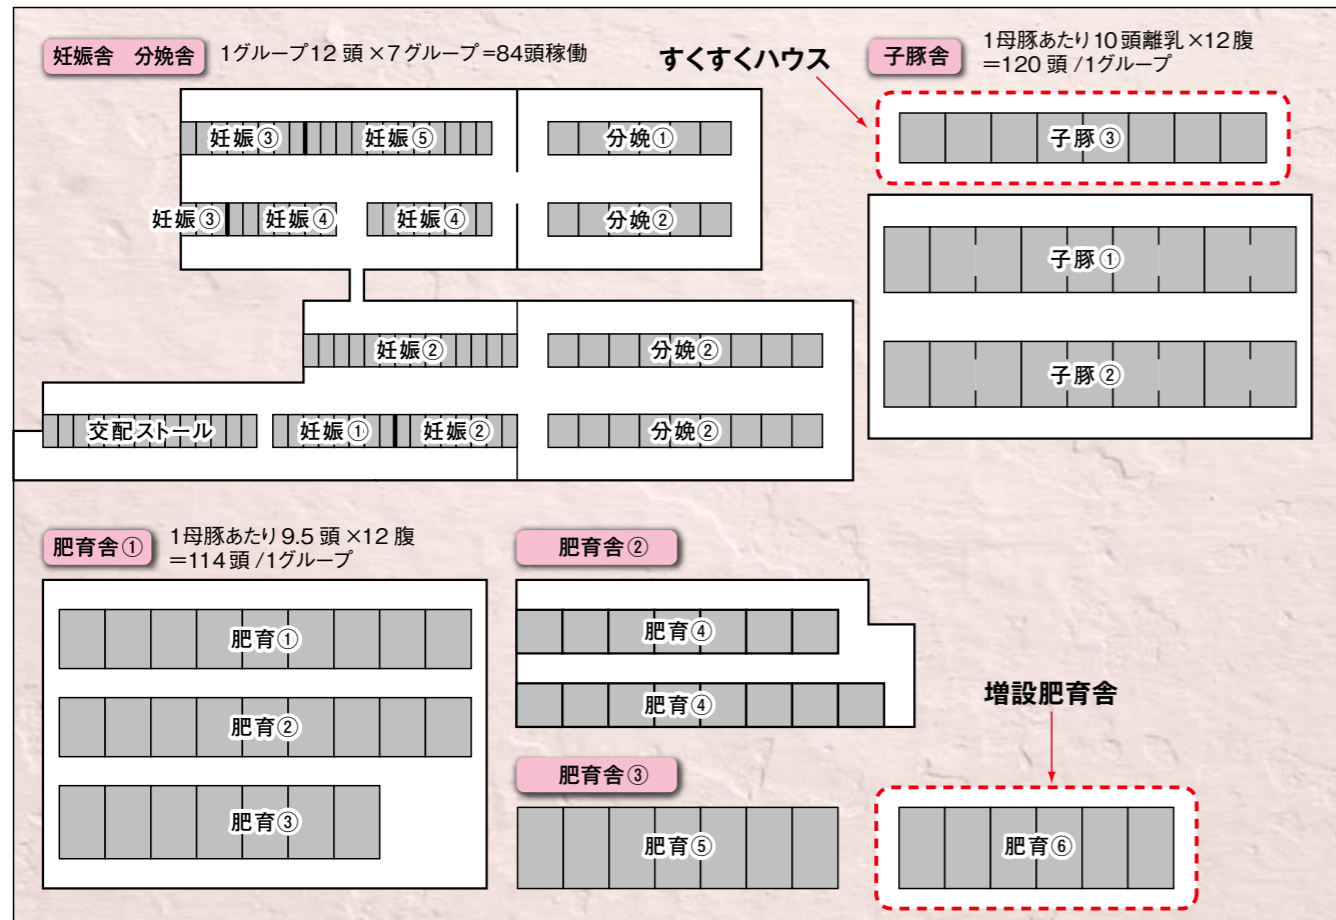 妊娠舎　分娩舎
1グループ12 頭 ×7グループ=84頭稼働
すくすくハウス
子豚舎
1母豚あたり10 頭離乳 ×12 腹
＝120 頭 /1グループ
妊娠③
妊娠⑤
分娩①
子豚③
妊娠③
妊娠④
妊娠④
分娩②
子豚①
妊娠②
分娩②
子豚②
交配ストール
妊娠①
妊娠②
分娩②
肥育舎①
1母豚あたり 9.5 頭 ×12 腹
＝114頭 /1グループ
肥育舎②
肥育①
肥育④
肥育②
肥育④
増設肥育舎
肥育舎③
肥育③
肥育⑤
肥育⑥